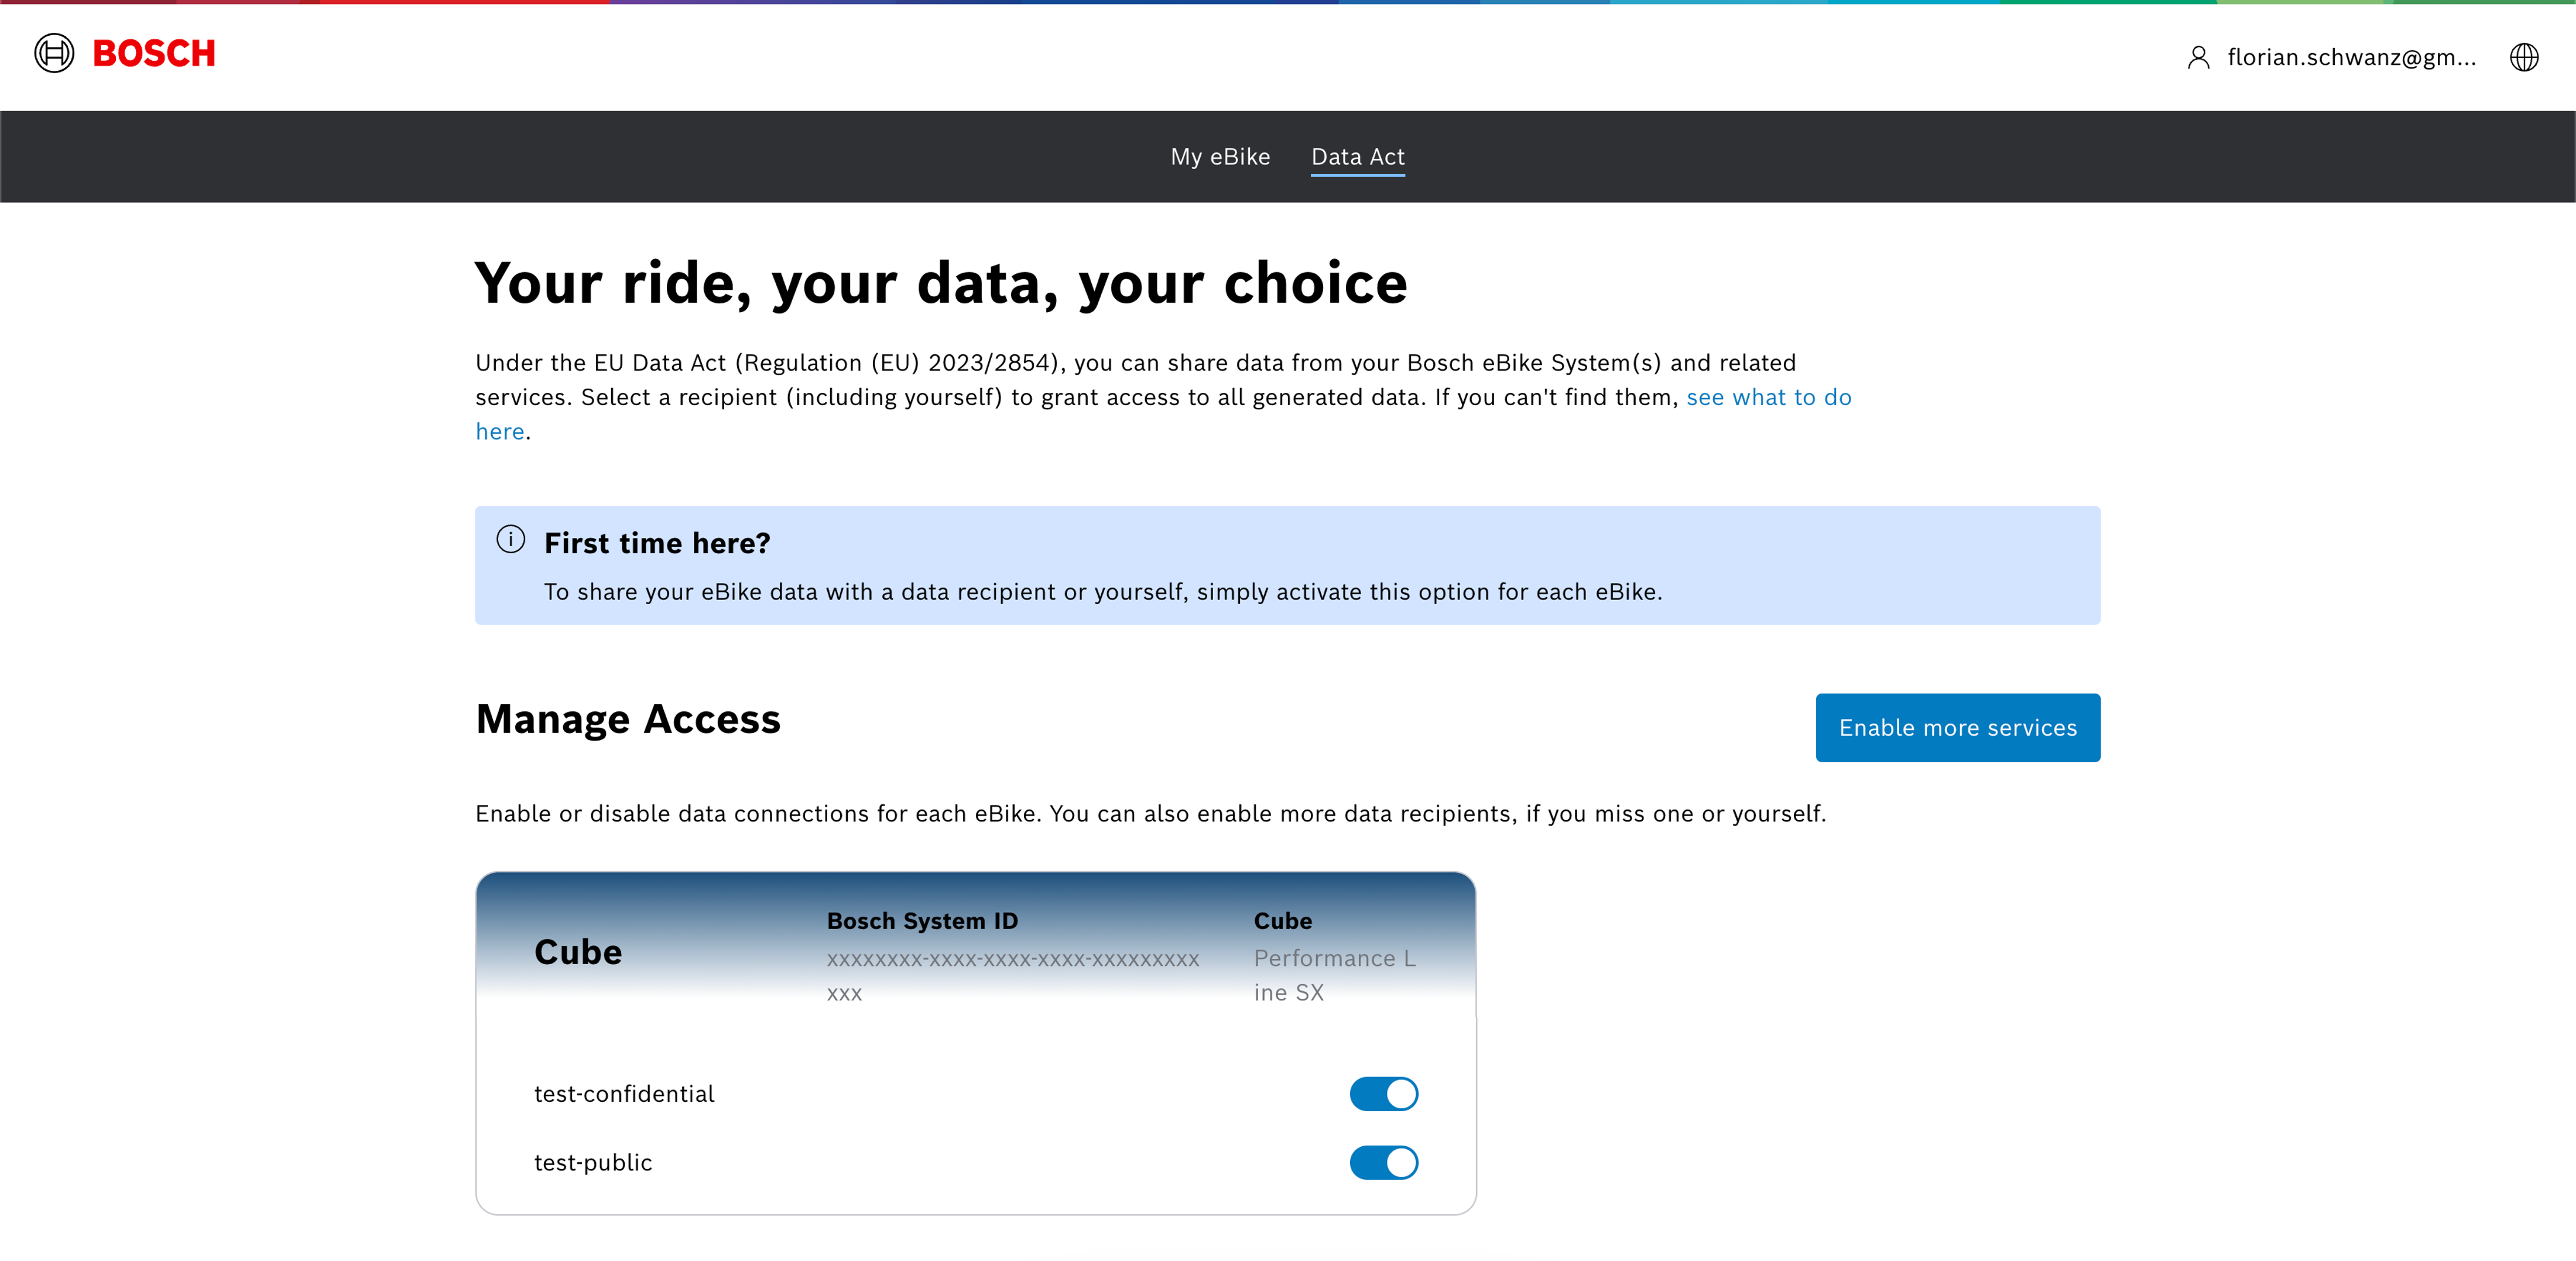 BOSCH
florian.schwanz@gm...
My eBike
Data Act
Your ride, your data, your choice
Under the EU Data Act (Regulation (EU) 2023/2854), you can share data from your Bosch eBike System(s) and related
services. Select a recipient (including yourself) to grant access to all generated data. If you can't find them, see what to do
here.
First time here?
To share your eBike data with a data recipient or yourself, simply activate this option for each eBike.
Manage Access
Enable more services
Enable or disable data connections for each eBike. You can also enable more data recipients, if you miss one or yourself.
Cube
Bosch System ID
xxxxxxxx-xxxx-xxxx-xxxx-xxxxxxxxx
xxx
Cube
Performance L
ine SX
test-confidential
test-public